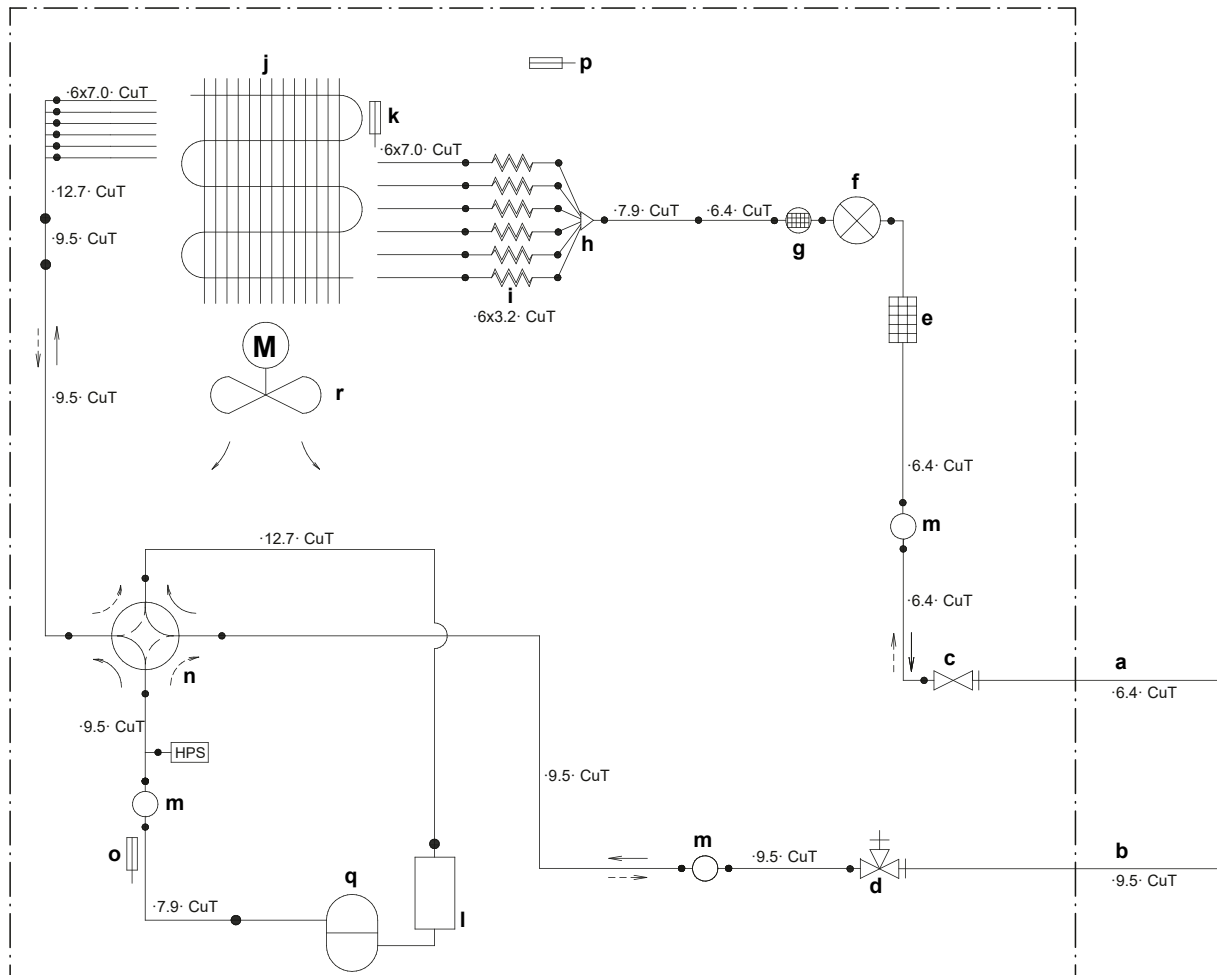 j
p
·6x7.0· CuT
k
·6x7.0· CuT
·12.7· CuT
f
·7.9· CuT
·6.4· CuT
·9.5· CuT
h
g
i
·6x3.2· CuT
e
M
r
·9.5· CuT
·6.4· CuT
m
·12.7· CuT
·6.4· CuT
n
c
a
·6.4· CuT
·9.5· CuT
HPS
·9.5· CuT
m
m
b
o
·9.5· CuT
d
·9.5· CuT
q
·7.9· CuT
l